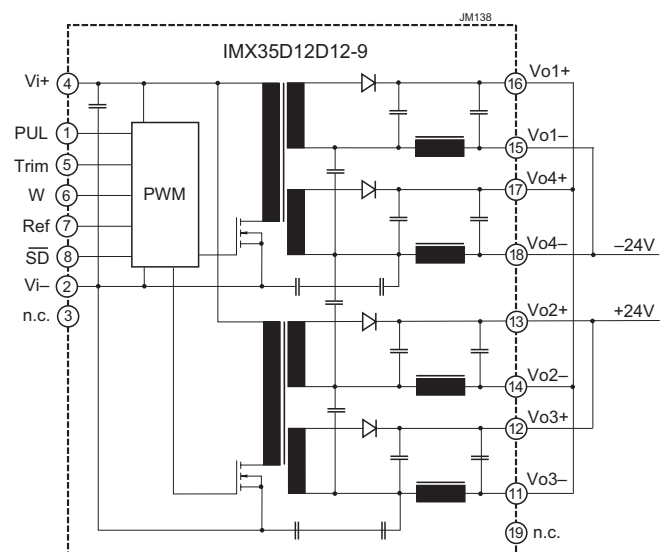 JM138
IMX35D12D12-9
Vi+ 4
PUL 1
Trim 5
W 6
Ref 7
SD 8
Vi– 2
n.c. 3
PWM
16 Vo1+
15 Vo1–
17 Vo4+
18 Vo4– –24V
13 Vo2+ +24V
14 Vo2–
12 Vo3+
11 Vo3–
19 n.c.